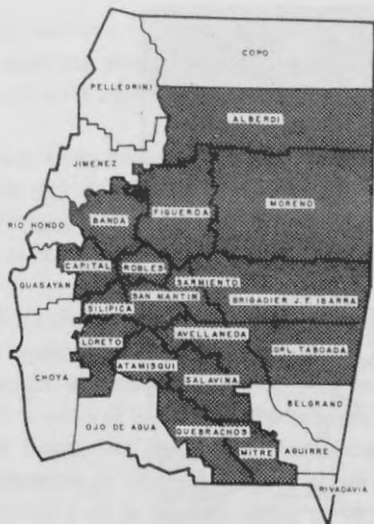 COPO
PELLEGRINI
ALBERDI
JIMENEZ
MORENO
FIGUEROA
BANDA
RIO HONDO
CAPITAL
ROBLES
SARMIENTO
GUASAYAN
SAN MARTIN
BRIGADIER J.F. IBARRA
SILIPICA
AVELLANEDA
LORETO
GRL. TABOADA
ATAMISQUI
CHOYA
SALAVINA
BELGRANO
OJO DE AGUA
QUEBRACHOS
MITRE
AGUIRRE
RIVADAVIA